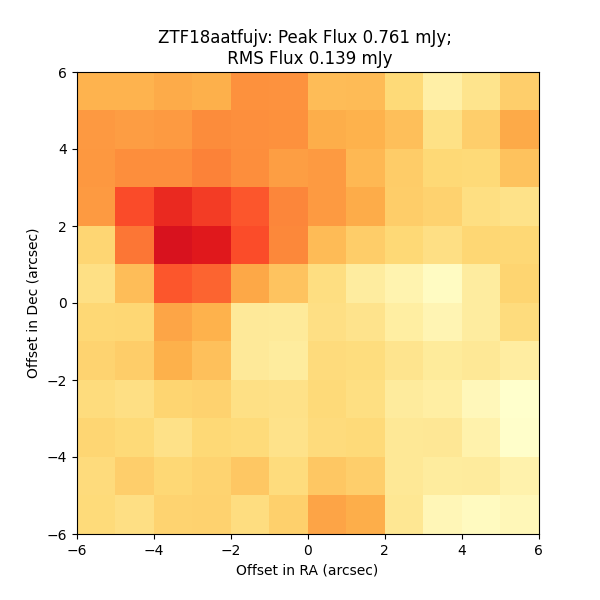 ZTF18aatfujv: Peak Flux 0.761 mJy;
RMS Flux 0.139 mJy
6
4
2
0
−2
−4
−6
Offset in Dec (arcsec)
−6 −4 −2 0 2 4 6
Offset in RA (arcsec)